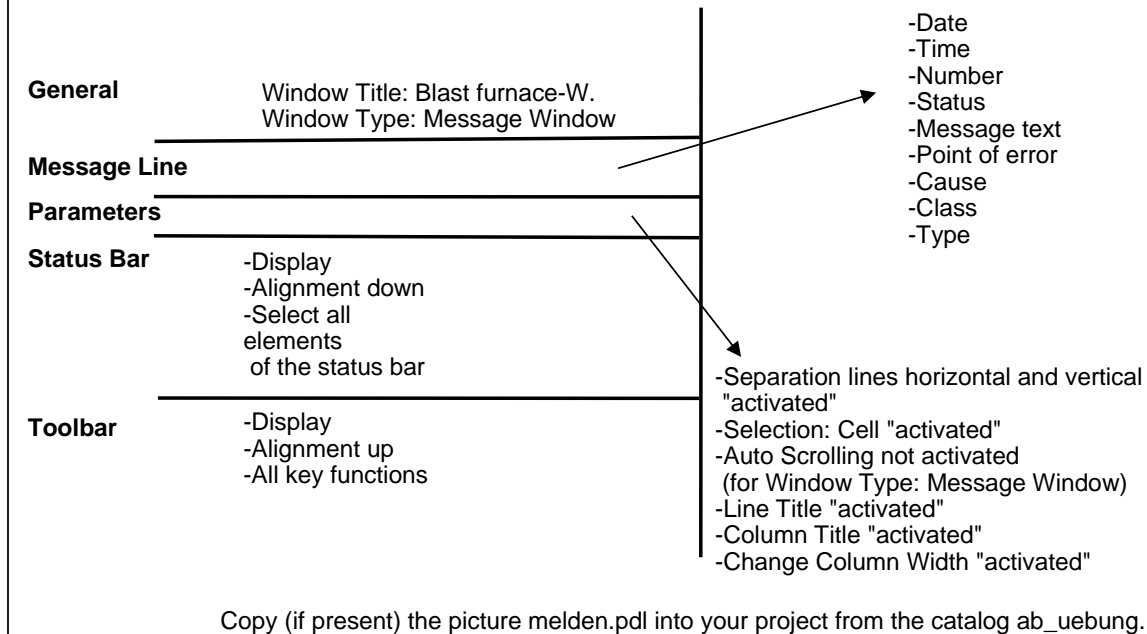 General
Window Title: Blast furnace-W.
Window Type: Message Window
Message Line
-Date
-Time
-Number
-Status
-Message text
-Point of error
-Cause
-Class
-Type
Parameters
-Separation lines horizontal and vertical
"activated"
-Selection: Cell "activated"
-Auto Scrolling not activated
(for Window Type: Message Window)
-Line Title "activated"
-Column Title "activated"
-Change Column Width "activated"
Status Bar
-Display
-Alignment down
-Select all
elements
of the status bar
Toolbar
-Display
-Alignment up
-All key functions
Copy (if present) the picture melden.pdl into your project from the catalog ab_uebung.